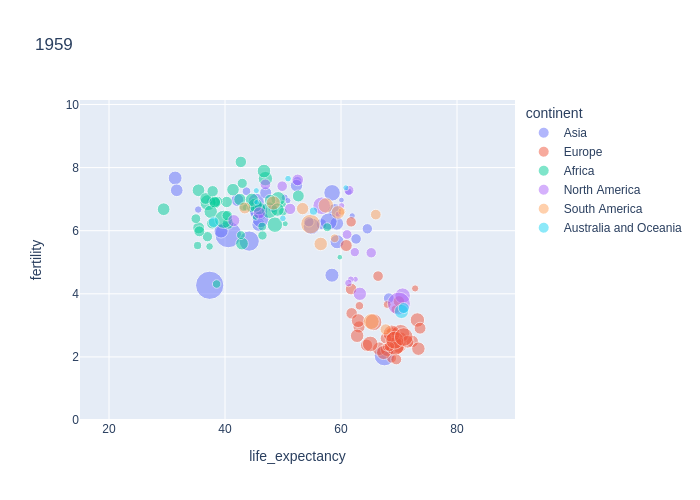 1959
fertility
10
8
6
4
2
0
20
40
60
80
life_expectancy
continent
Asia
Europe
Africa
North America
South America
Australia and Oceania